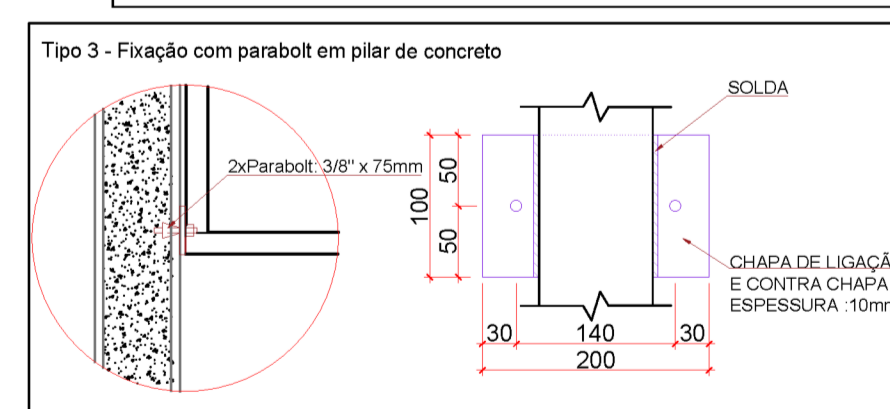 Tipo 3 - Fixação com parabolt em pilar de concreto
SOLDA
2xParabolt: 3/8" x 75mm
50
100
50
CHAPA DE LIGAÇÃ
E CONTRA CHAPA
ESPESSURA :10mm
30
140
30
200